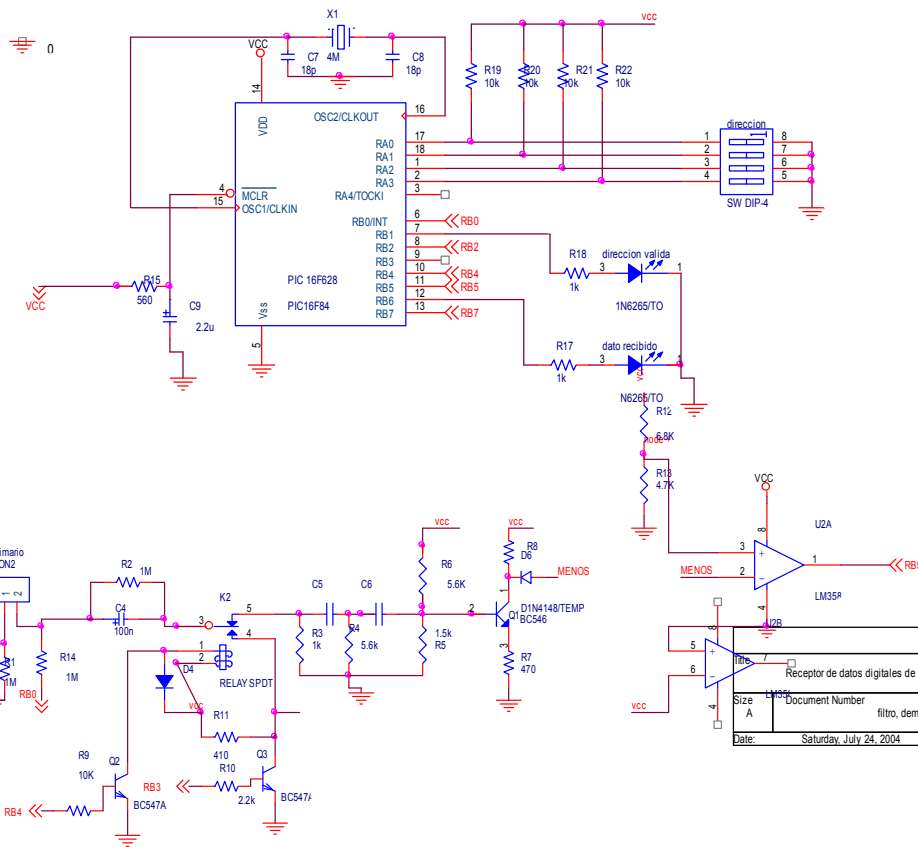 0
X1
VCC
C7
18p
4M
C8
18p
vcc
R19
10k
R20
10k
R21
10k
R22
10k
14
VDD
OSC2/CLKOUT
16
RA0
17
RA1
18
RA2
1
RA3
2
RA4/TOCKI
3
4
MCLR
15
OSC1/CLKIN
RB0/INT
6
RB0
RB1
7
RB2
8
RB2
RB3
9
RB4
10
RB4
RB5
11
RB5
RB6
12
RB7
13
RB7
PIC 16F628
PIC16F84
Vss
5
direccion
1
2
3
4
8
7
6
5
SW DIP-4
VCC
R15
560
C9
2.2u
R18
1k
3
direccion valida
1
1N6265/TO
R17
1k
3
dato recibido
1
N6265/TO
R12
6.8K
R13
4.7K
VCC
U2A
8
3
2
1
4
MENOS
LM358
U2B
8
5
6
7
4
vcc
Title
Receptor de datos digitales de
Size
A
Document Number
filtro, dem
Date:
Saturday, July 24, 2004
imario
ON2
1
2
R1
1M
R14
1M
RB0
R2
1M
C4
100n
K2
3
5
4
1
2
RELAY SPDT
D4
vcc
R11
410
R9
10K
Q2
BC547A
RB4
RB3
R10
2.2k
Q3
BC547A
C5
C6
R3
1k
R4
5.6k
vcc
R6
5.6K
1.5k
R5
vcc
R8
D6
MENOS
D1N4148/TEMP
1
2
3
Q1
BC546
R7
470